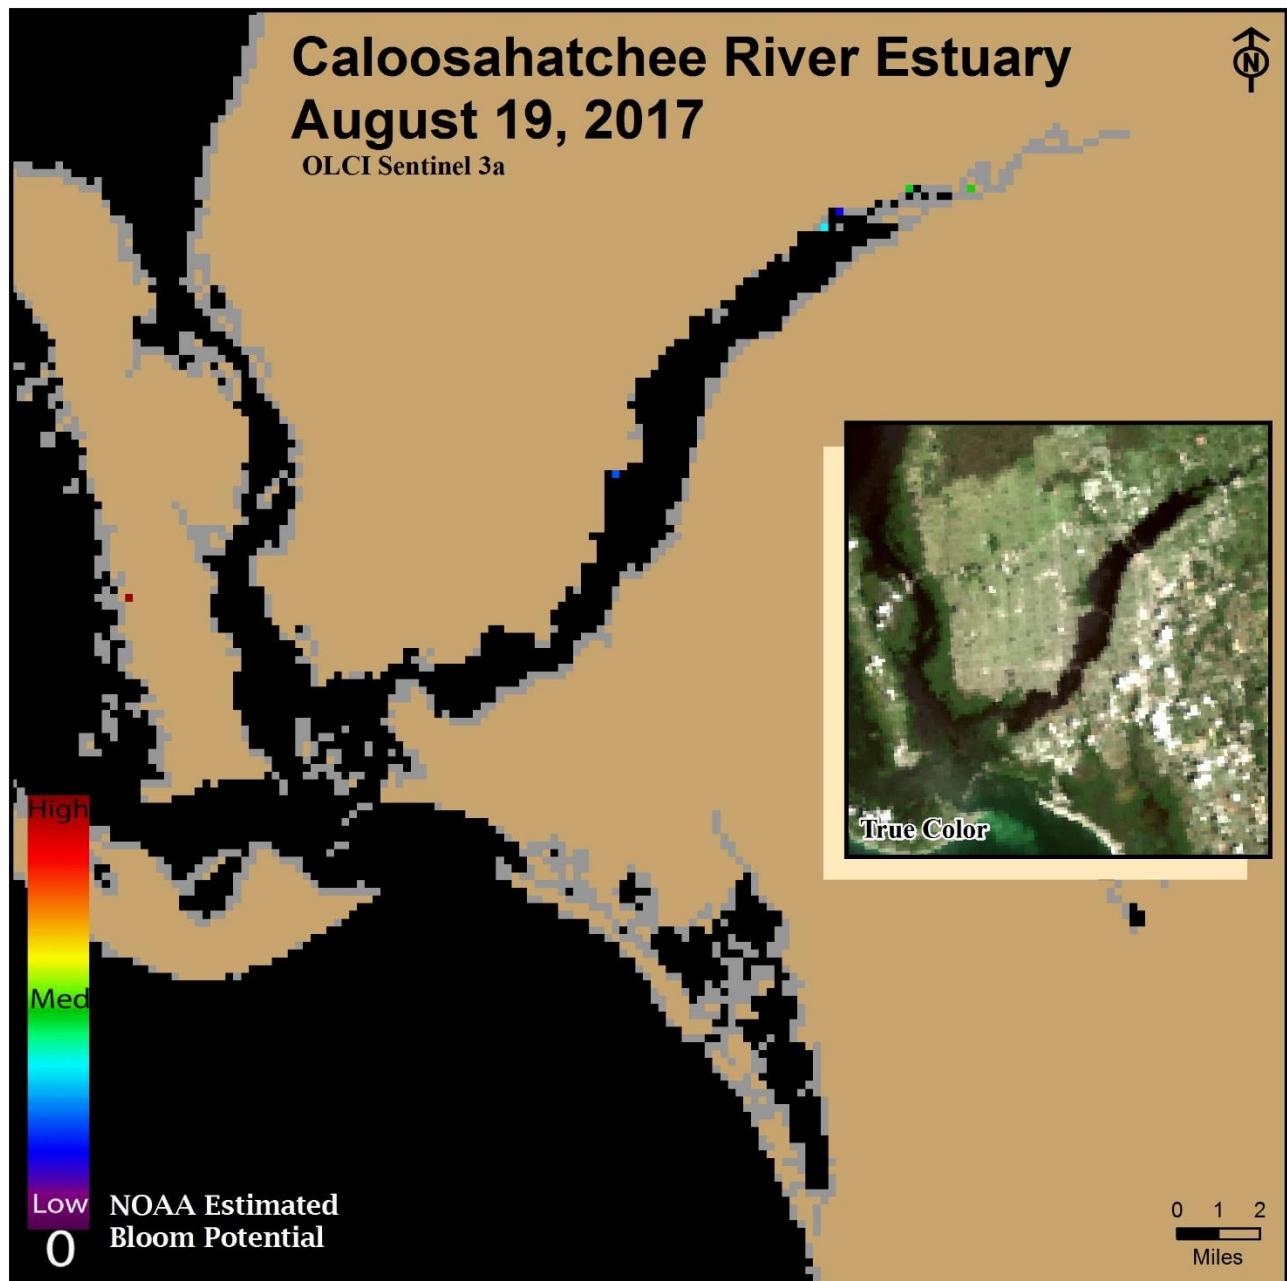 Caloosahatchee River Estuary
August 19, 2017
OLCI Sentinel 3a
N
True Color
High
Med
Low
0
NOAA Estimated
Bloom Potential
0 1 2
Miles